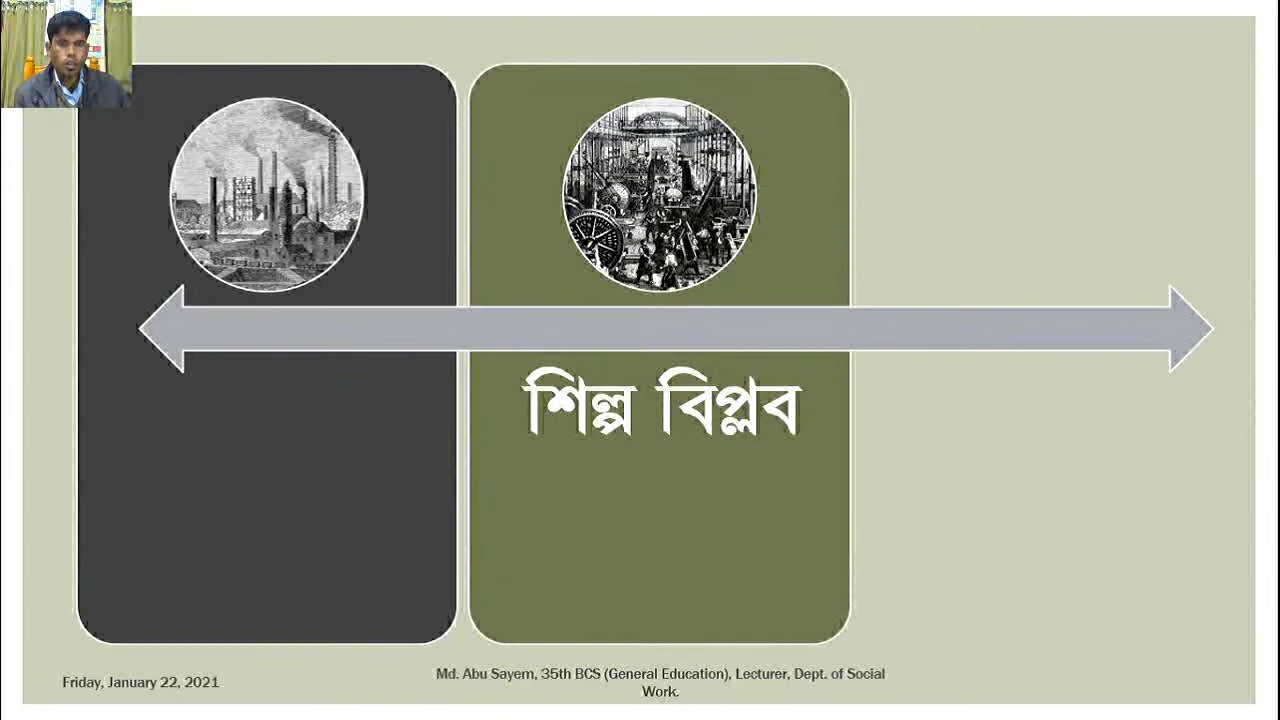 শিল্প বিপ্লব
Friday, January 22, 2021
Md. Abu Sayem, 35th BCS (General Education), Lecturer, Dept. of Social
Work.